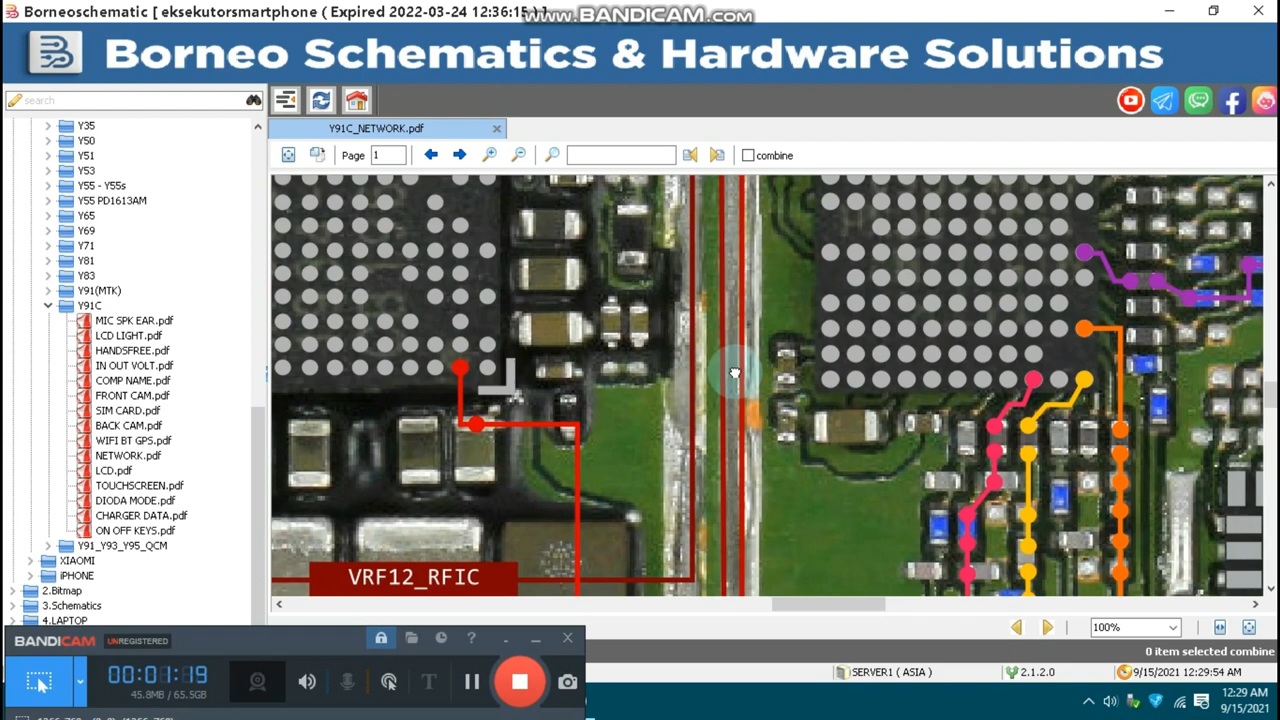 Borneoschematic [ eksekutorsmartphone ( Expired 2022-03-24 12:36:15 ) ]
www.BANDICAM.com
Borneo Schematics & Hardware Solutions
search
Y91C_NETWORK.pdf
Page 1
combine
Y35
Y50
Y51
Y53
Y55 - Y55s
Y55 PD1613AM
Y65
Y69
Y71
Y81
Y83
Y91(MTK)
Y91C
MIC SPK EAR.pdf
LCD LIGHT.pdf
HANDSFREE.pdf
IN OUT VOLT.pdf
COMP NAME.pdf
FRONT CAM.pdf
SIM CARD.pdf
BACK CAM.pdf
WIFI BT GPS.pdf
NETWORK.pdf
LCD.pdf
TOUCHSCREEN.pdf
DIODA MODE.pdf
CHARGER DATA.pdf
ON OFF KEYS.pdf
Y91_Y93_Y95_QCM
XIAOMI
iPHONE
2.Bitmap
3.Schematics
4.LAPTOP
VRF12_RFIC
100%
0 item selected combine
SERVER1 ( ASIA )
2.1.2.0
9/15/2021 12:29:54 AM
BANDICAM UNREGISTERED
00:01:19
45.8MB / 65.5GB
12:29 AM
9/15/2021